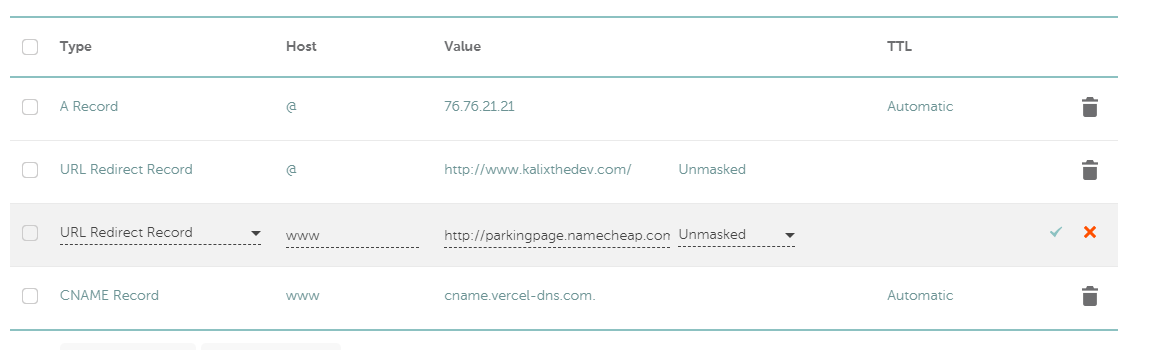 Type Host Value TTL
A Record @ 76.76.21.21 Automatic
URL Redirect Record @ http://www.kalixthedev.com/ Unmasked
URL Redirect Record www http://parkingpage.namecheap.con Unmasked
CNAME Record www cname.vercel-dns.com. Automatic